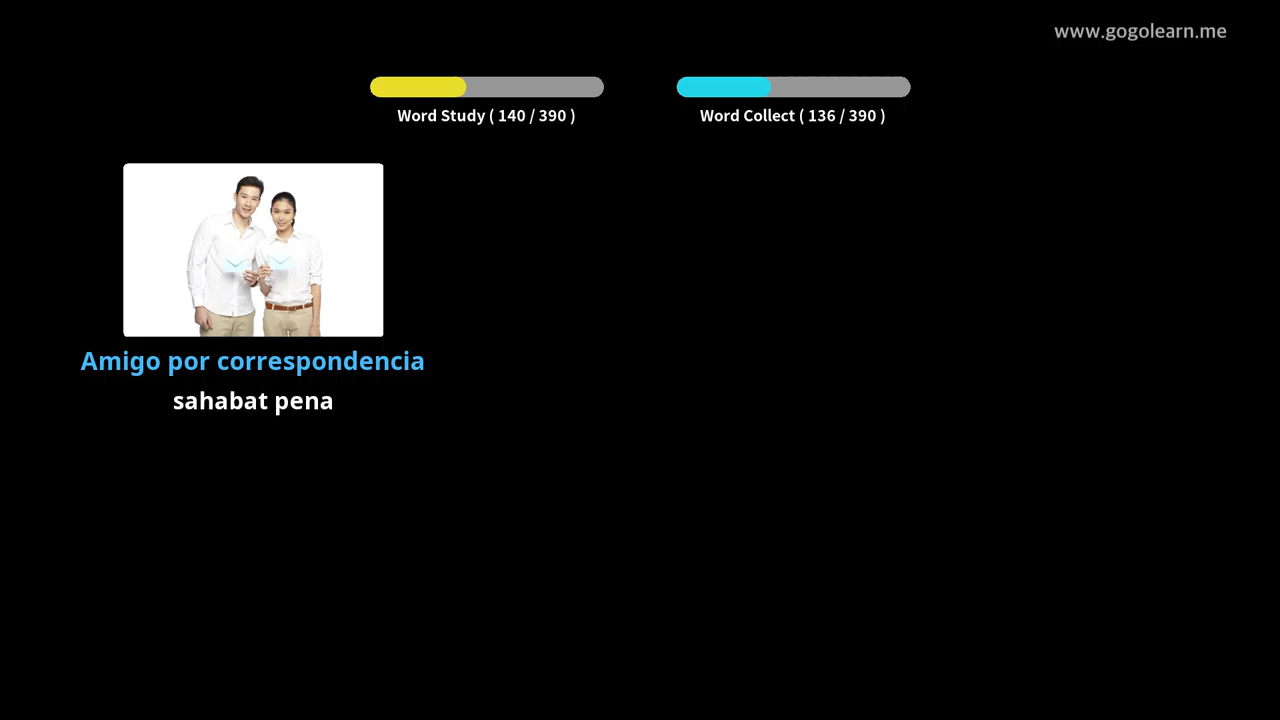 www.gogolearn.me
Word Study ( 140 / 390 )
Word Collect ( 136 / 390 )
Amigo por correspondencia
sahabat pena